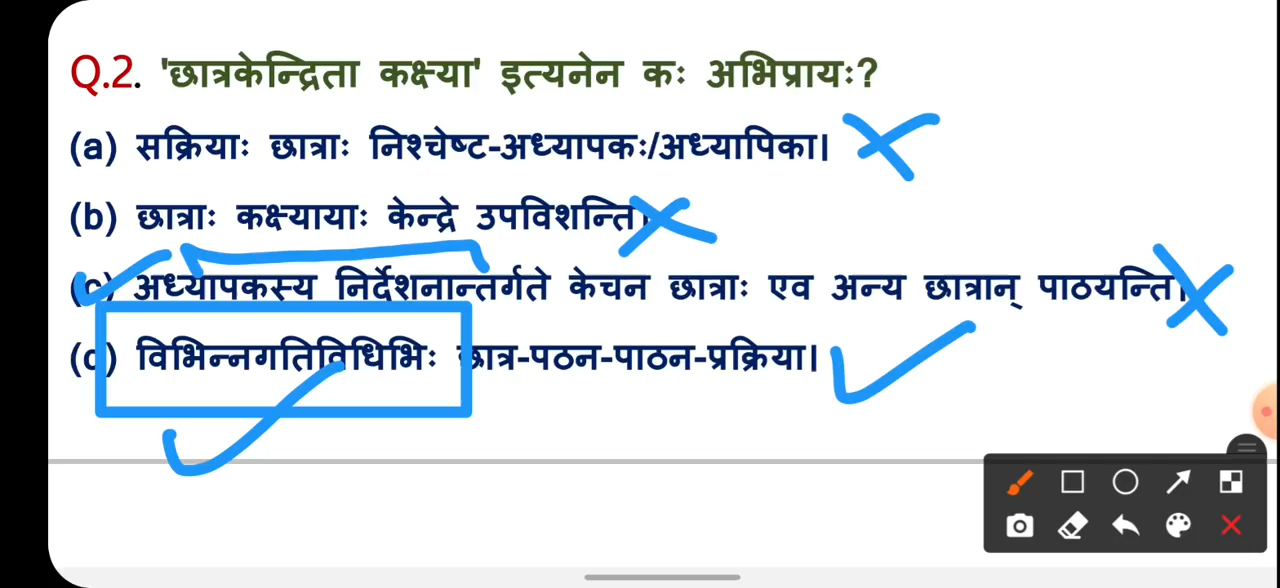 Q.2. 'छात्रकेन्द्रिता कक्ष्या' इत्यनेन कः अभिप्रायः?
(a) सक्रियाः छात्राः निश्चेष्ट-अध्यापकः/अध्यापिका।
(b) छात्राः कक्ष्यायाः केन्द्रे उपविशन्ति।
(c) अध्यापकस्य निर्देशनान्तर्गते केचन छात्राः एव अन्य छात्रान् पाठयन्ति।
(d) विभिन्नगतिविधिभिः छात्र-पठन-पाठन-प्रक्रिया।